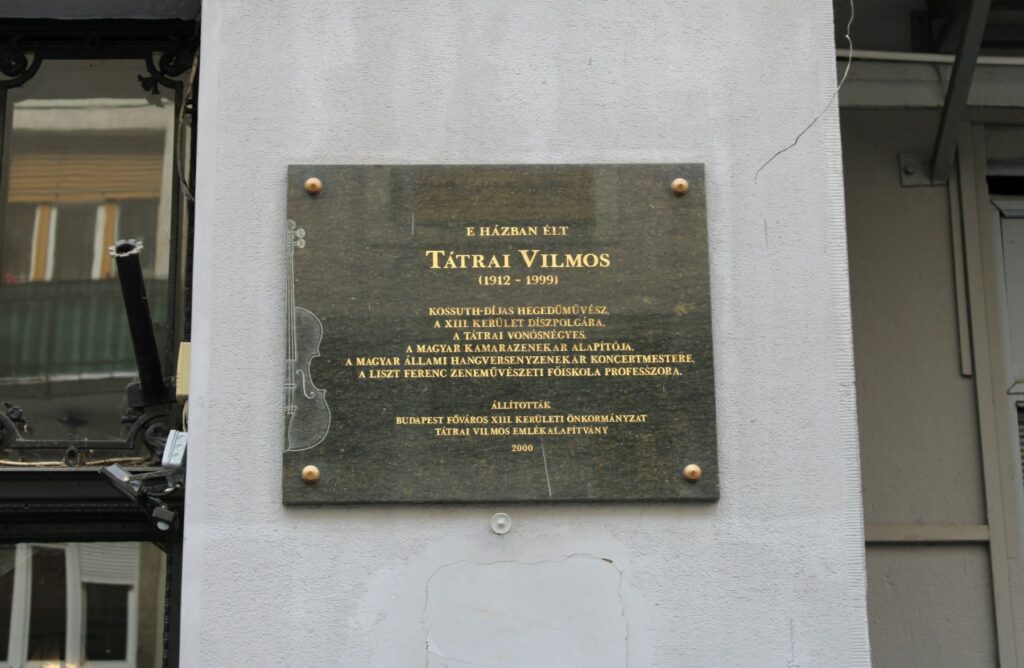 E HÁZBAN ÉLT
TÁTRAI VILMOS
(1912 - 1999)
KOSSUTH-DÍJAS HEGEDŰMŰVÉSZ,
A XIII. KERÜLET DÍSZPOLGÁRA,
A TÁTRAI VONÓSNÉGYES,
A MAGYAR KAMARAZENEKAR ALAPÍTÓJA,
A MAGYAR ÁLLAMI HANGVERSENYZENEKAR KONCERTMESTERE,
A LISZT FERENC ZENEMŰVÉSZETI FŐISKOLA PROFESSZORA.
ÁLLÍTOTTÁK
BUDAPEST FŐVÁROS XIII. KERÜLETI ÖNKORMÁNYZAT
TÁTRAI VILMOS EMLÉKALAPÍTVÁNY
2000